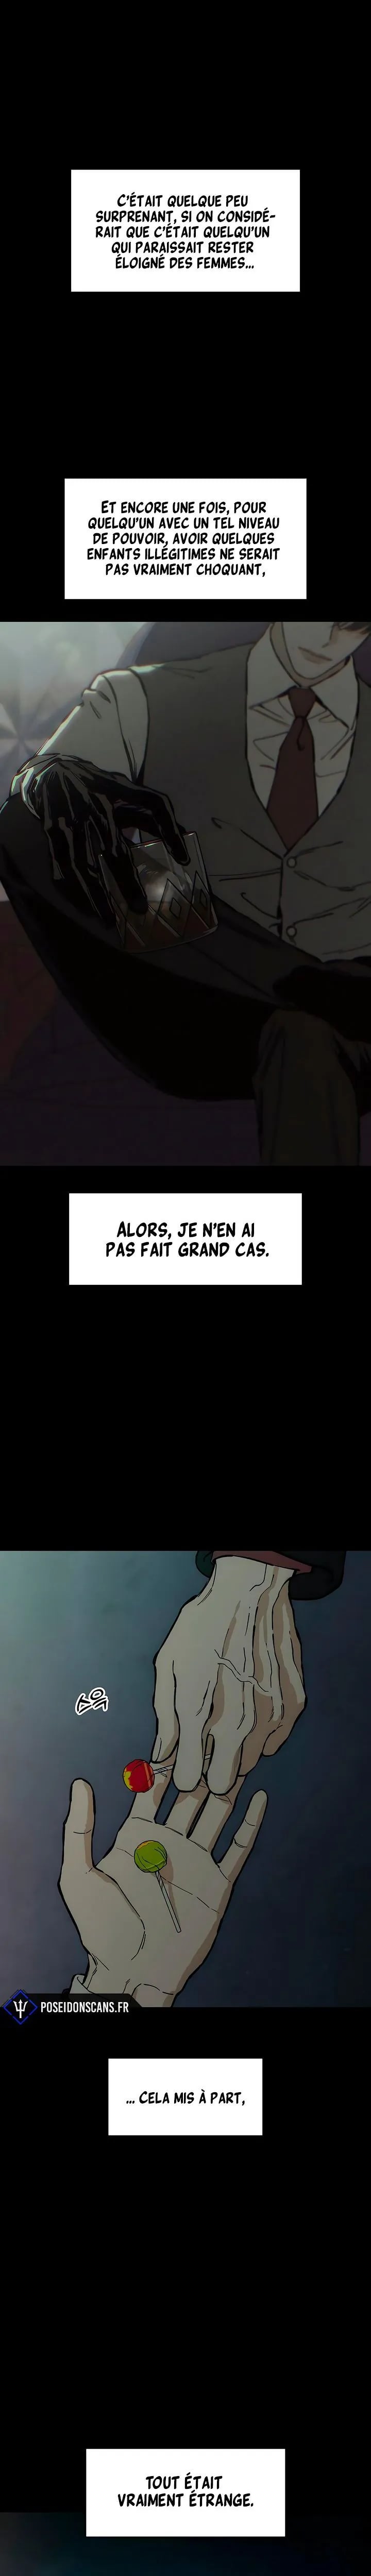 C'ÉTAIT QUELQUE PEU
SURPRENANT, SI ON CONSIDÉ-
RAIT QUE C'ÉTAIT QUELQU'UN
QUI PARAISSAIT RESTER
ÉLOIGNÉ DES FEMMES...
ET ENCORE UNE FOIS, POUR
QUELQU'UN AVEC UN TEL NIVEAU
DE POUVOIR, AVOIR QUELQUES
ENFANTS ILLÉGITIMES NE SERAIT
PAS VRAIMENT CHOQUANT,
ALORS, JE N'EN AI
PAS FAIT GRAND CAS.
스윽
POSEIDONSCANS.FR
... CELA MIS À PART,
TOUT ÉTAIT
VRAIMENT ÉTRANGE.